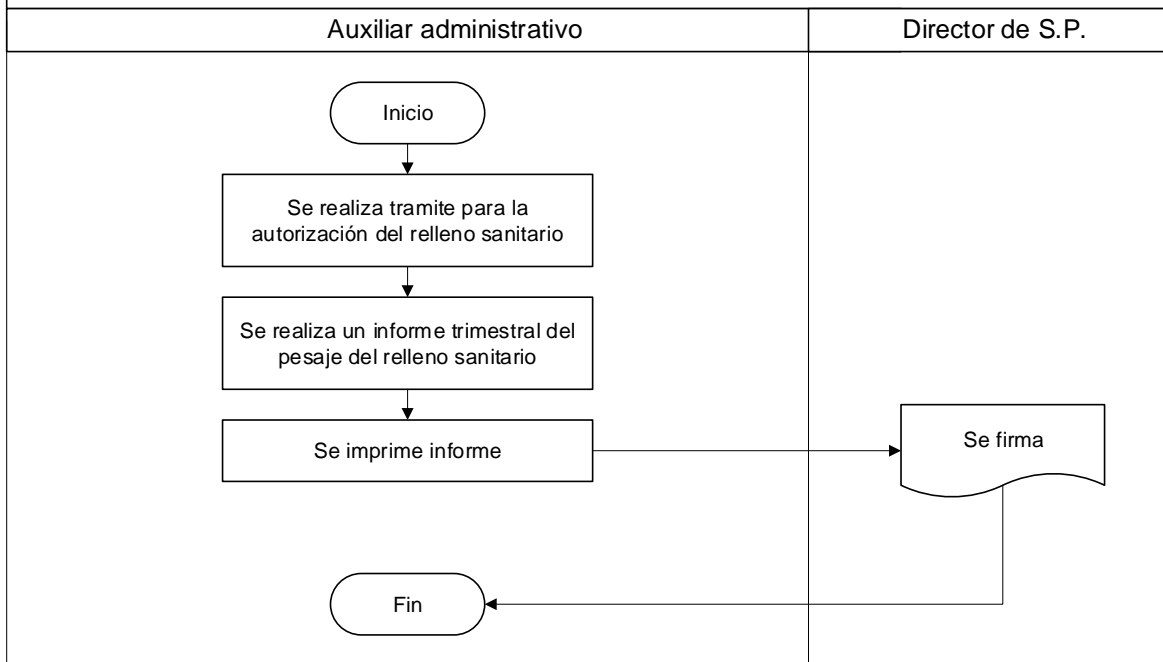 Auxiliar administrativo
Director de S.P.
Inicio
Se realiza tramite para la
autorización del relleno sanitario
Se realiza un informe trimestral del
pesaje del relleno sanitario
Se imprime informe
Se firma
Fin